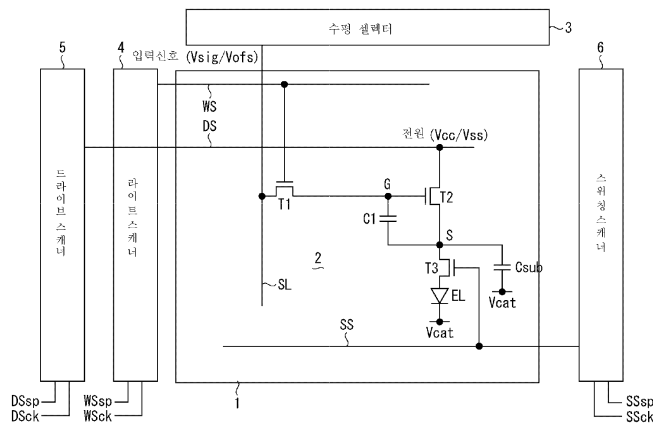 수평 셀렉터
3
5
4
입력신호 (Vsig/Vofs)
6
WS
DS
전원 (Vcc/Vss)
드라이브스캐너
라이트스캐너
스위칭스캐너
G
T1
T2
C1
S
2
T3
Csub
SL
EL
Vcat
Vcat
SS
DSsp
DSck
WSsp
WSck
1
SSsp
SSck